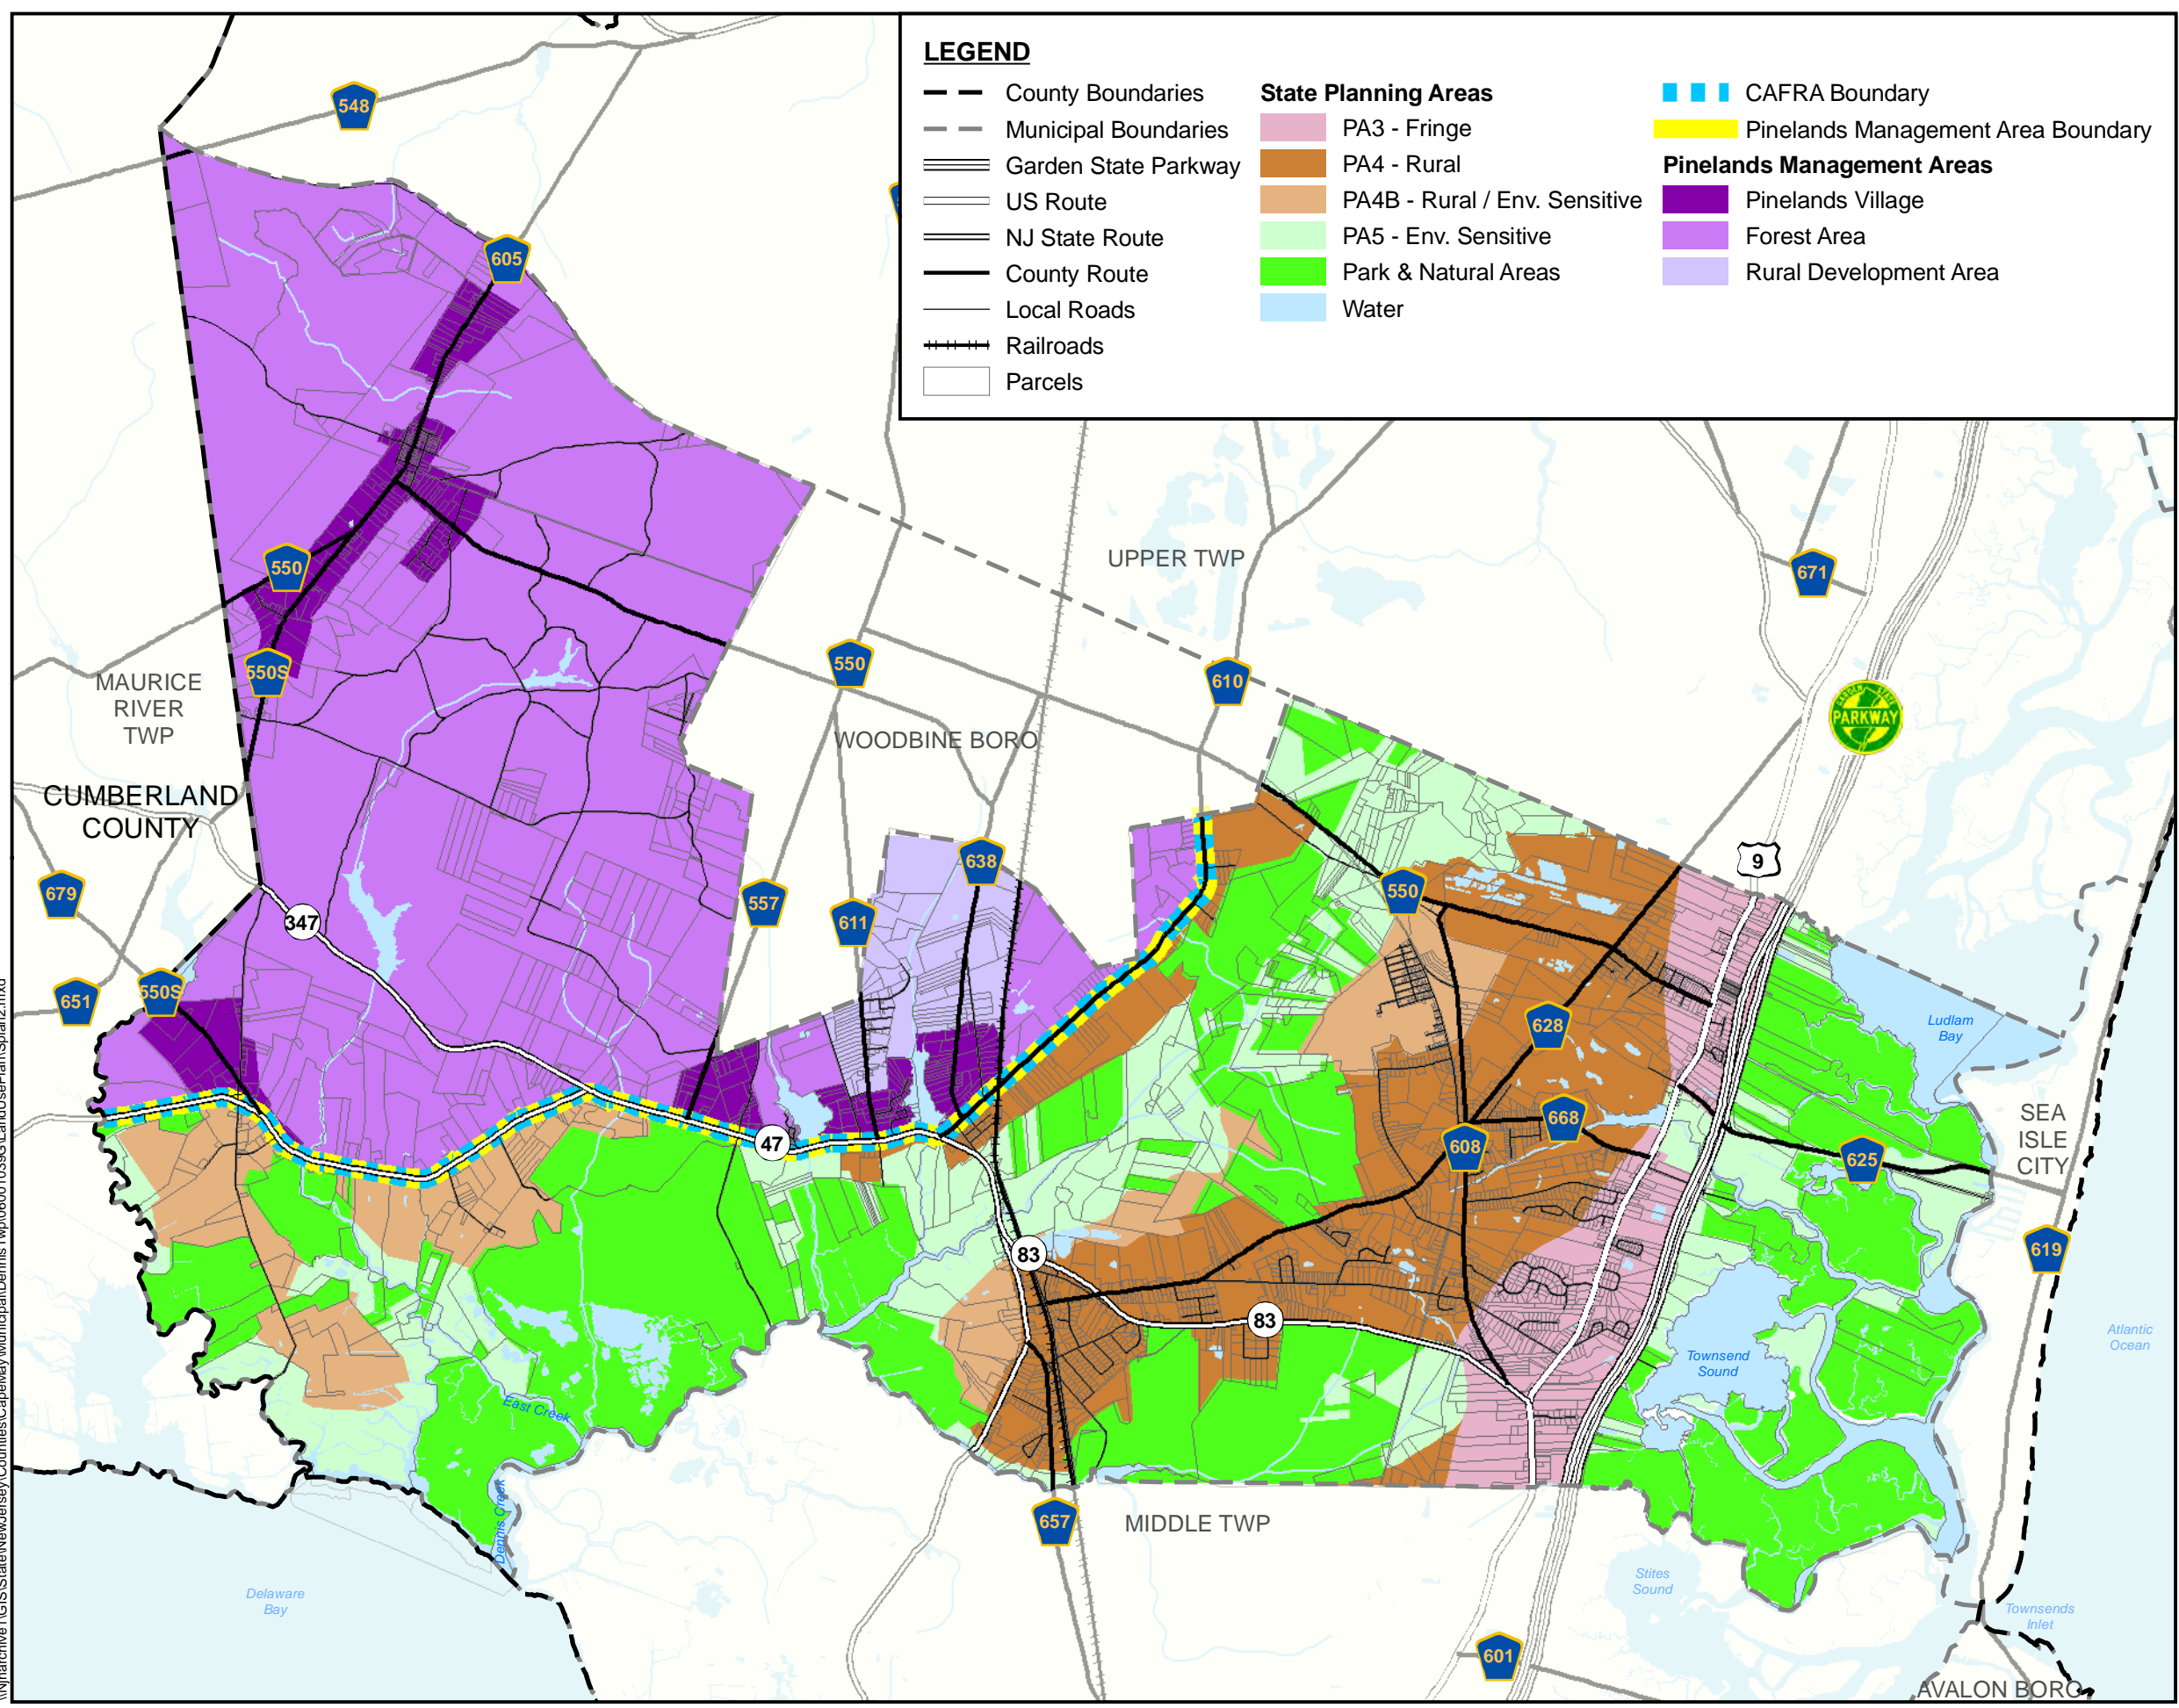 LEGEND
County Boundaries
Municipal Boundaries
Garden State Parkway
US Route
NJ State Route
County Route
Local Roads
Railroads
Parcels
State Planning Areas
PA3 - Fringe
PA4 - Rural
PA4B - Rural / Env. Sensitive
PA5 - Env. Sensitive
Park & Natural Areas
Water
CAFRA Boundary
Pinelands Management Area Boundary
Pinelands Management Areas
Pinelands Village
Forest Area
Rural Development Area
548
605
550
550S
MAURICE
RIVER
TWP
CUMBERLAND
COUNTY
679
651
550S
347
UPPER TWP
671
550
610
GARDEN STATE
PARKWAY
WOODBINE BORO
638
557
611
9
550
628
Ludlam
Bay
668
608
47
625
SEA
ISLE
CITY
619
83
83
Townsend
Sound
Atlantic
Ocean
East Creek
Dennis Creek
657
MIDDLE TWP
Delaware
Bay
Stites
Sound
Townsends
Inlet
601
AVALON BORO